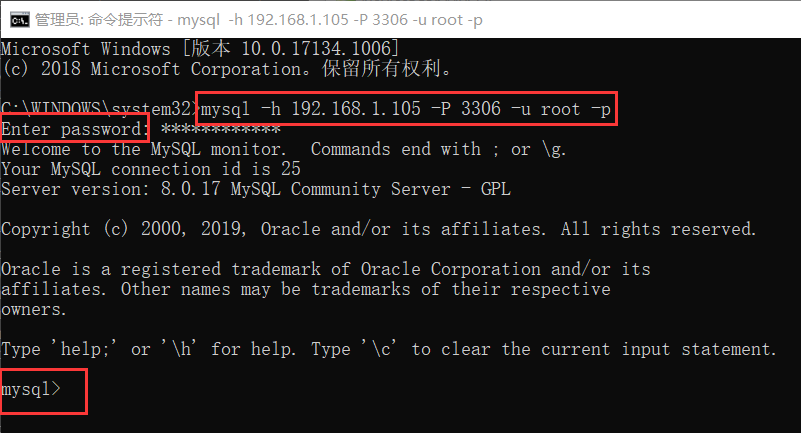 管理员: 命令提示符 - mysql  -h 192.168.1.105 -P 3306 -u root -p
Microsoft Windows [版本 10.0.17134.1006]
(c) 2018 Microsoft Corporation。保留所有权利。
C:\WINDOWS\system32>mysql -h 192.168.1.105 -P 3306 -u root -p
Enter password: ************
Welcome to the MySQL monitor.  Commands end with ; or \g.
Your MySQL connection id is 25
Server version: 8.0.17 MySQL Community Server - GPL
Copyright (c) 2000, 2019, Oracle and/or its affiliates. All rights reserved.
Oracle is a registered trademark of Oracle Corporation and/or its
affiliates. Other names may be trademarks of their respective
owners.
Type 'help;' or '\h' for help. Type '\c' to clear the current input statement.
mysql>